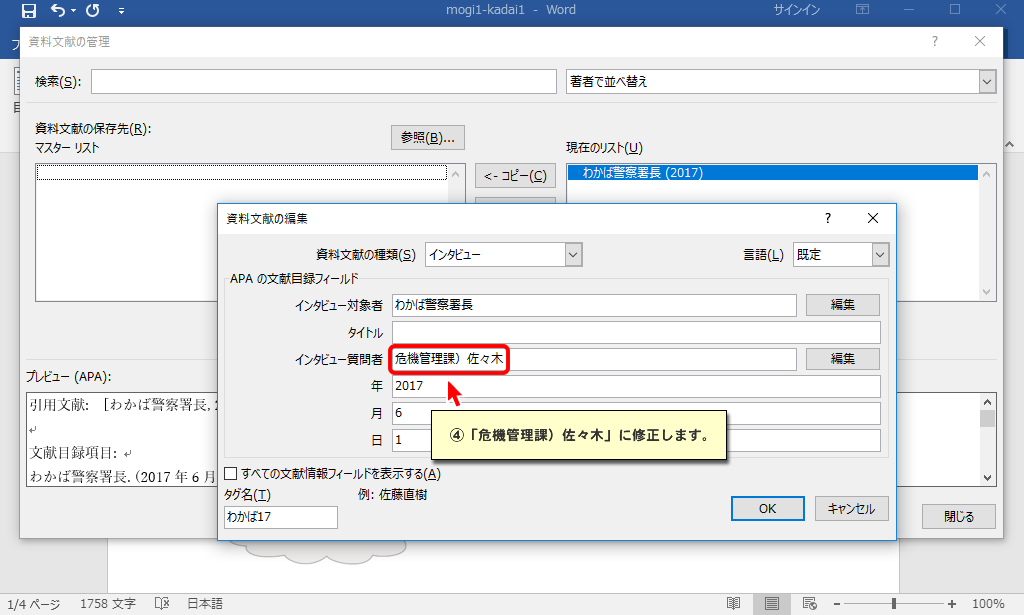 mogi1-kadai1 - Word
サインイン
資料文献の管理
検索(S):
著者で並べ替え
資料文献の保存先(R):
マスター リスト
参照(B)...
現在のリスト(U)
<- コピー(C)
わかば警察署長 (2017)
資料文献の編集
資料文献の種類(S)
インタビュー
言語(L)
既定
APA の文献目録フィールド
インタビュー対象者
わかば警察署長
編集
タイトル
インタビュー質問者
危機管理課）佐々木
編集
年
2017
月
6
日
1
④「危機管理課）佐々木」に修正します。
プレビュー (APA):
引用文献: [わかば警察署長,
文献目録項目:
わかば警察署長. (2017 年 6 月
すべての文献情報フィールドを表示する(A)
タグ名(T)
例: 佐藤直樹
わかば17
OK
キャンセル
閉じる
1/4 ページ
1758 文字
日本語
100%